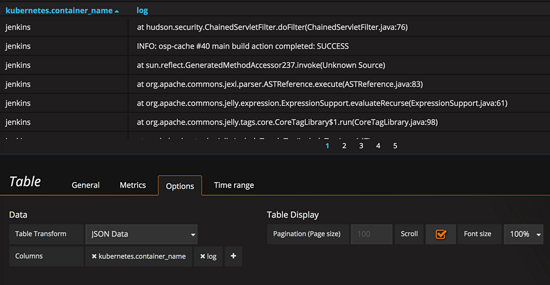 kubernetes.container_name log
jenkins at hudson.security.ChainedServletFilter.doFilter(ChainedServletFilter.java:76)
jenkins INFO: osp-cache #40 main build action completed: SUCCESS
jenkins at sun.reflect.GeneratedMethodAccessor237.invoke(Unknown Source)
jenkins at org.apache.commons.jexl.parser.ASTReference.execute(ASTReference.java:83)
jenkins at org.apache.commons.jelly.expression.ExpressionSupport.evaluateRecurse(ExpressionSupport.java:61)
jenkins at org.apache.commons.jelly.tags.core.CoreTagLibrary$1.run(CoreTagLibrary.java:98)
jenkins
1 2 3 4 5
Table General Metrics Options Time range
Data Table Display
Table Transform JSON Data Pagination (Page size) 100 Scroll Font size 100%
Columns × kubernetes.container_name × log +